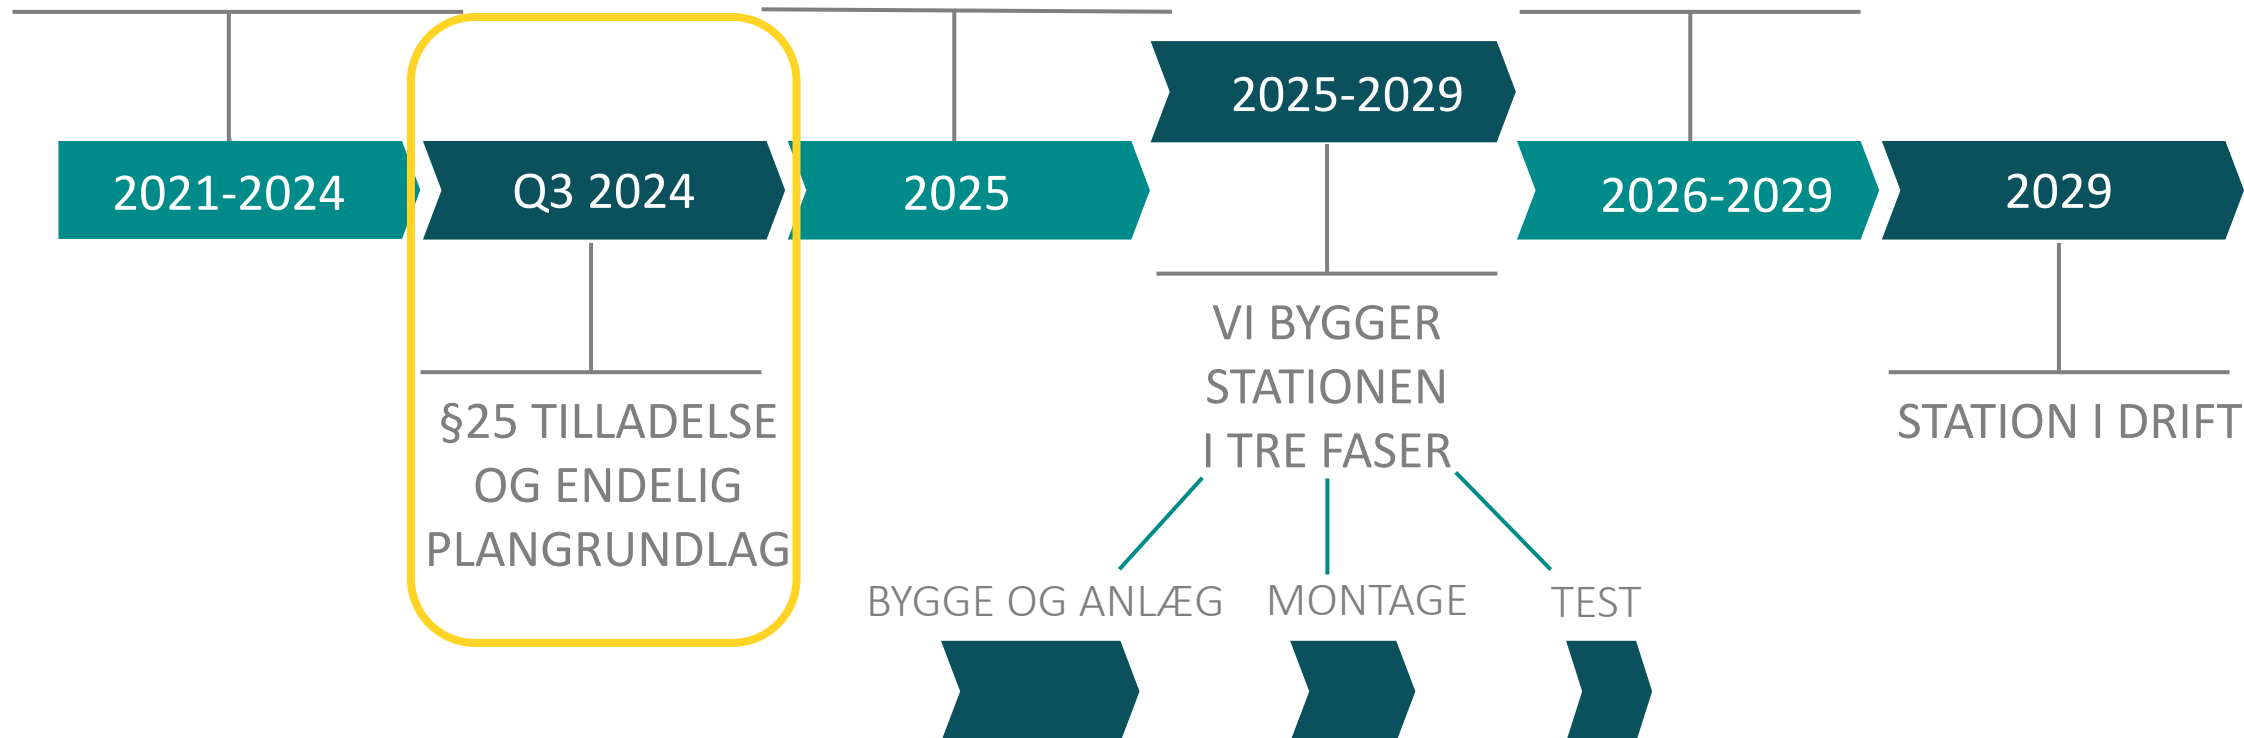 2021-2024
Q3 2024
2025
2025-2029
2026-2029
2029
§25 TILLADELSE
OG ENDELIG
PLANGRUNDLAG
VI BYGGER
STATIONEN
I TRE FASER
STATION I DRIFT
BYGGE OG ANLÆG
MONTAGE
TEST